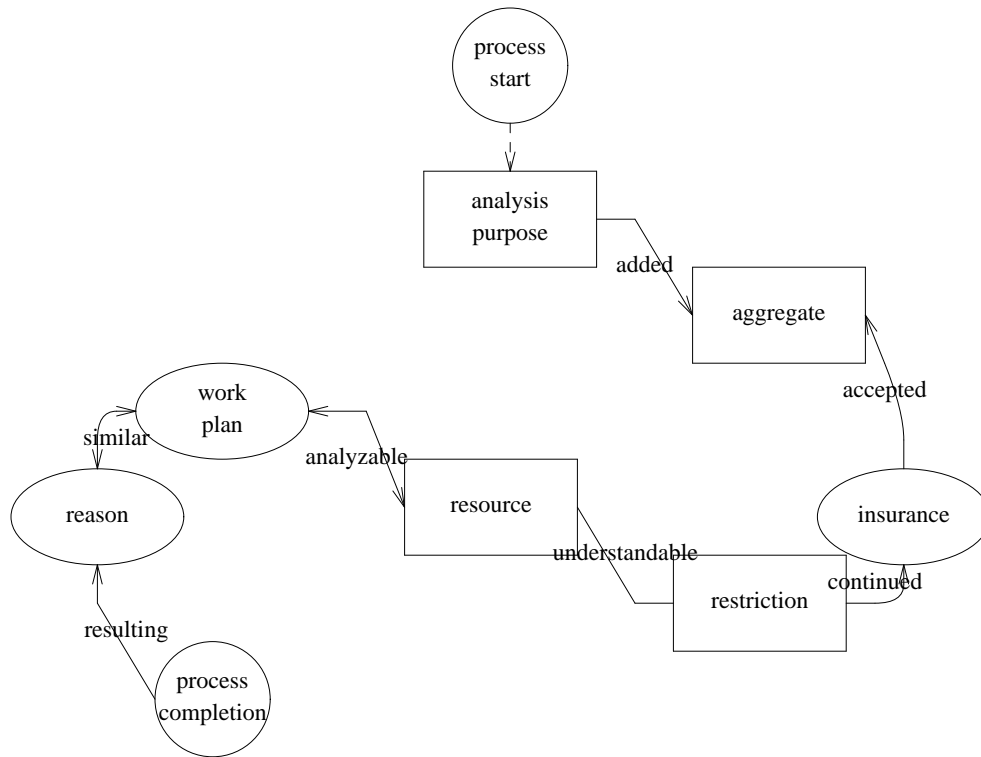 process
start
analysis
purpose
added
aggregate
accepted
work
plan
similar
analyzable
resource
reason
insurance
understandable
continued
restriction
resulting
process
completion